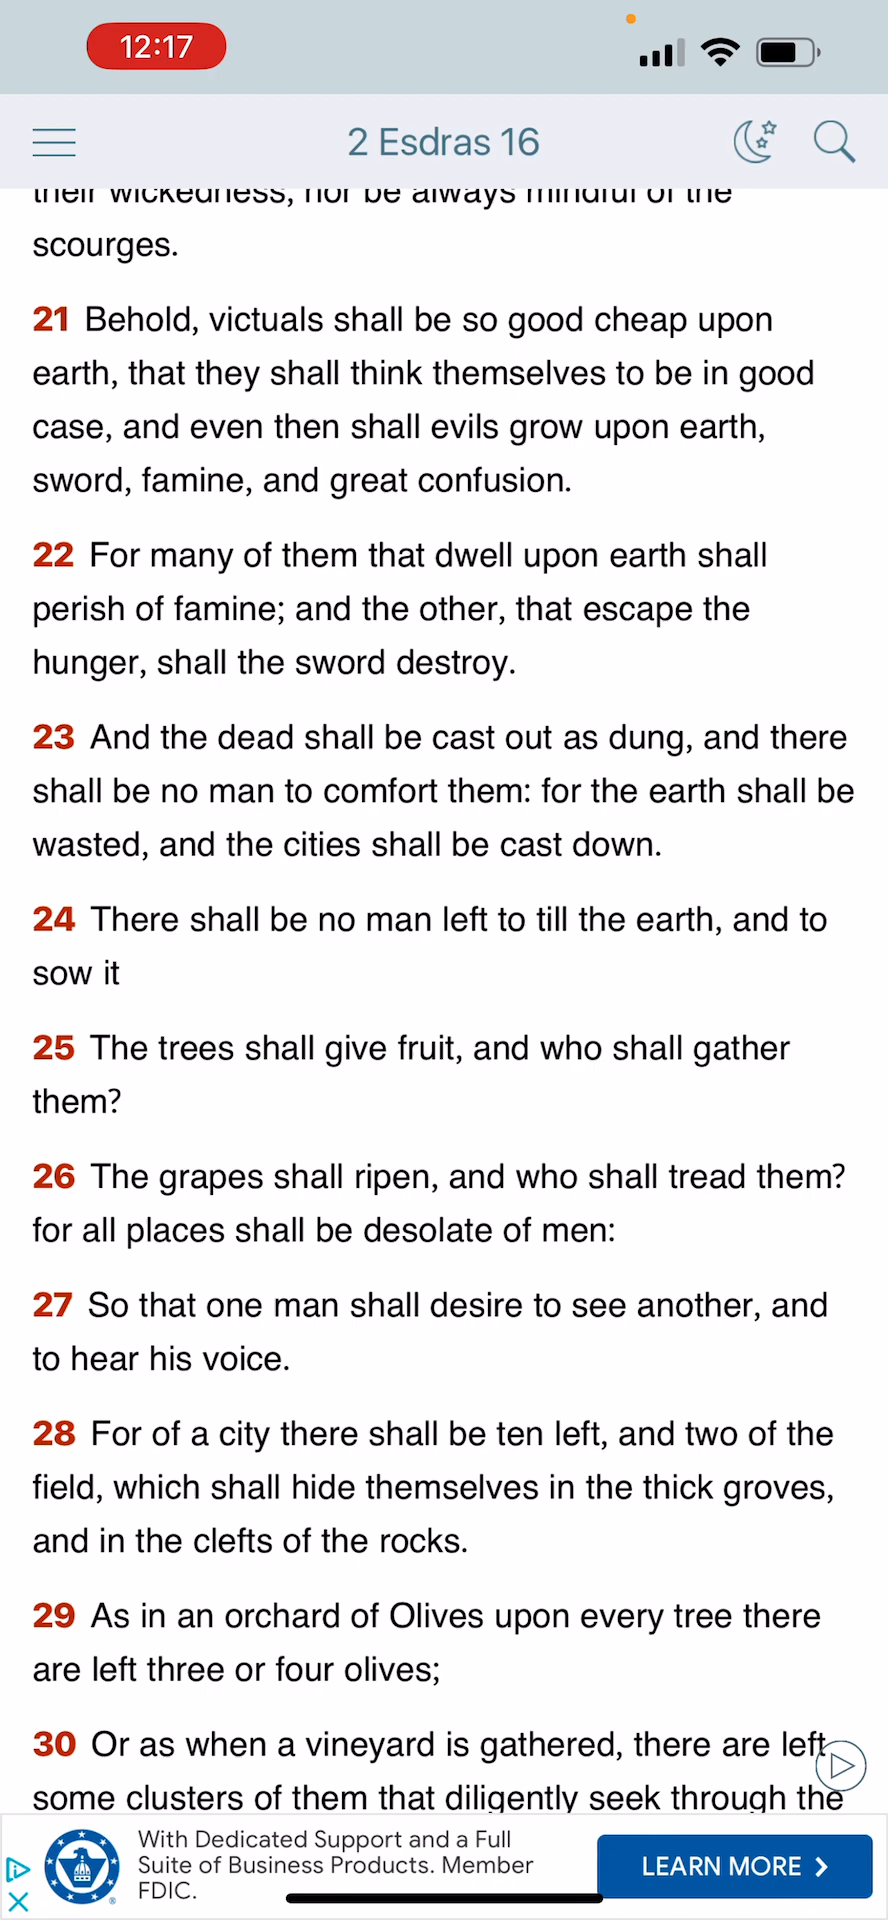 12:17
2 Esdras 16
their wickedness, nor be always mindful of the
scourges.
21 Behold, victuals shall be so good cheap upon
earth, that they shall think themselves to be in good
case, and even then shall evils grow upon earth,
sword, famine, and great confusion.
22 For many of them that dwell upon earth shall
perish of famine; and the other, that escape the
hunger, shall the sword destroy.
23 And the dead shall be cast out as dung, and there
shall be no man to comfort them: for the earth shall be
wasted, and the cities shall be cast down.
24 There shall be no man left to till the earth, and to
sow it
25 The trees shall give fruit, and who shall gather
them?
26 The grapes shall ripen, and who shall tread them?
for all places shall be desolate of men:
27 So that one man shall desire to see another, and
to hear his voice.
28 For of a city there shall be ten left, and two of the
field, which shall hide themselves in the thick groves,
and in the clefts of the rocks.
29 As in an orchard of Olives upon every tree there
are left three or four olives;
30 Or as when a vineyard is gathered, there are left
some clusters of them that diligently seek through the
With Dedicated Support and a Full
Suite of Business Products. Member
FDIC.
LEARN MORE